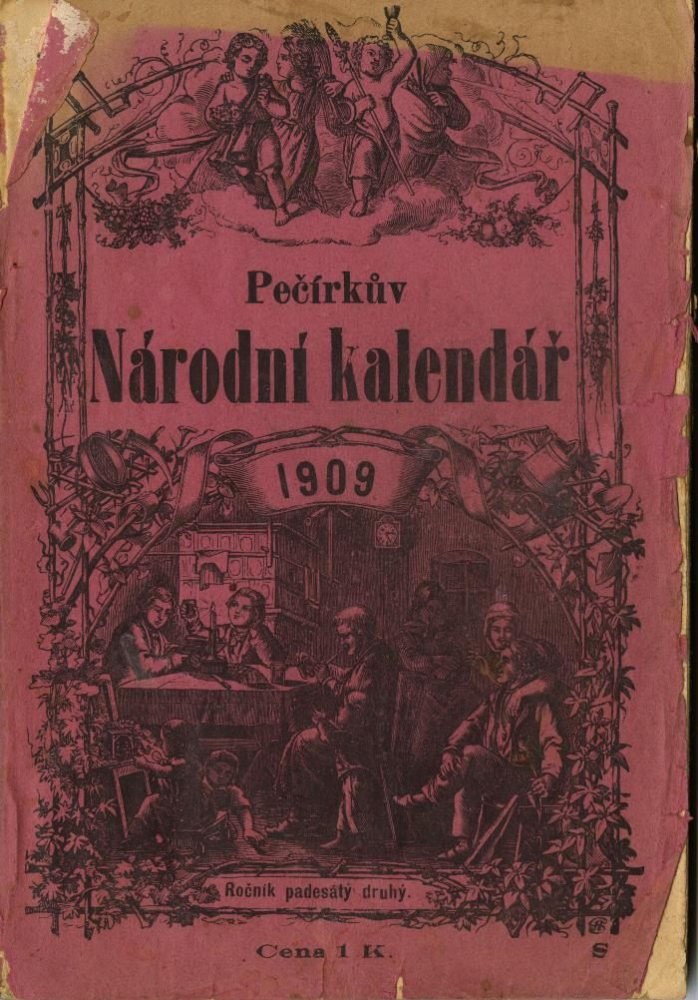 Pečírkův
Národní kalendář
1909
Ročník padesátý druhý.
Cena 1 K.
S